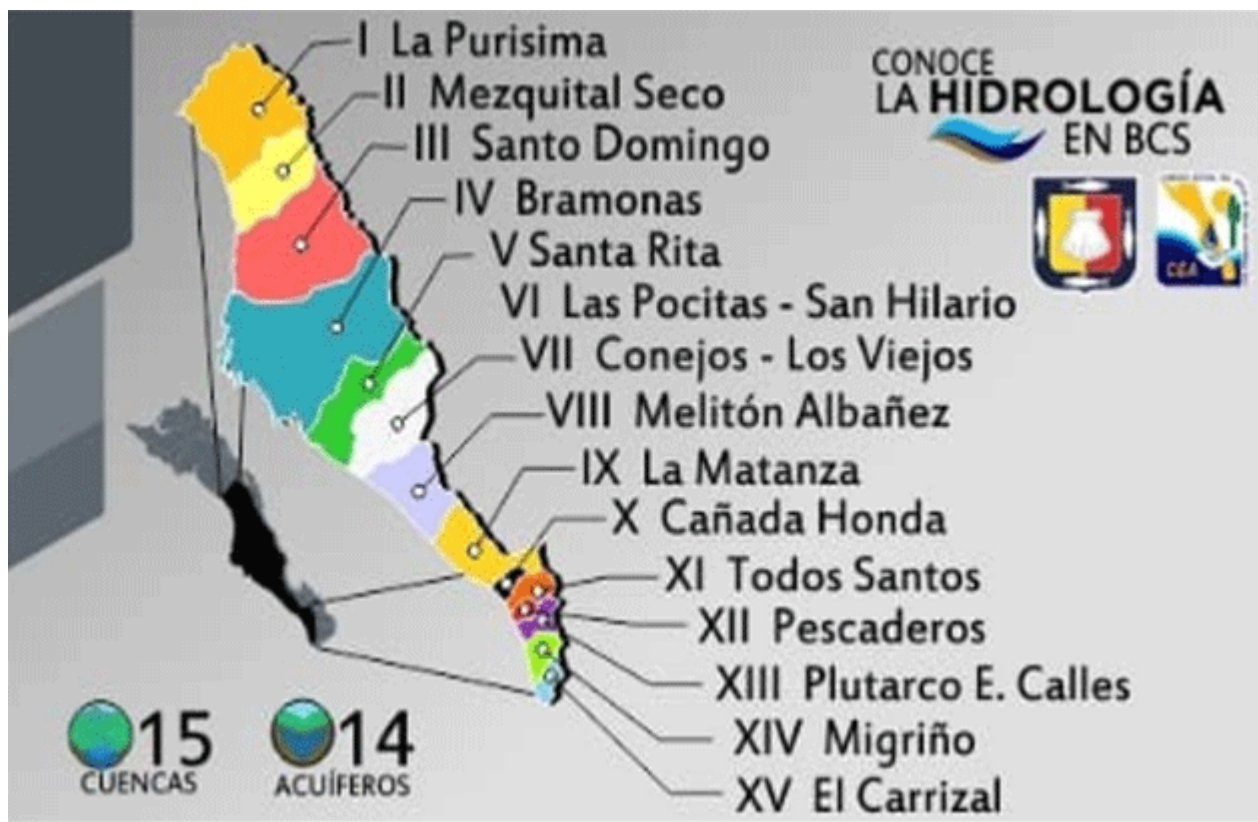 I La Purisima
II Mezquital Seco
III Santo Domingo
IV Bramonas
V Santa Rita
VI Las Pocitas - San Hilario
VII Conejos - Los Viejos
VIII Melitón Albañez
IX La Matanza
X Cañada Honda
XI Todos Santos
XII Pescaderos
XIII Plutarco E. Calles
XIV Migriño
XV El Carrizal
CONOCE
LA HIDROLOGÍA
EN BCS
CEA
15
CUENCAS
14
ACUÍFEROS